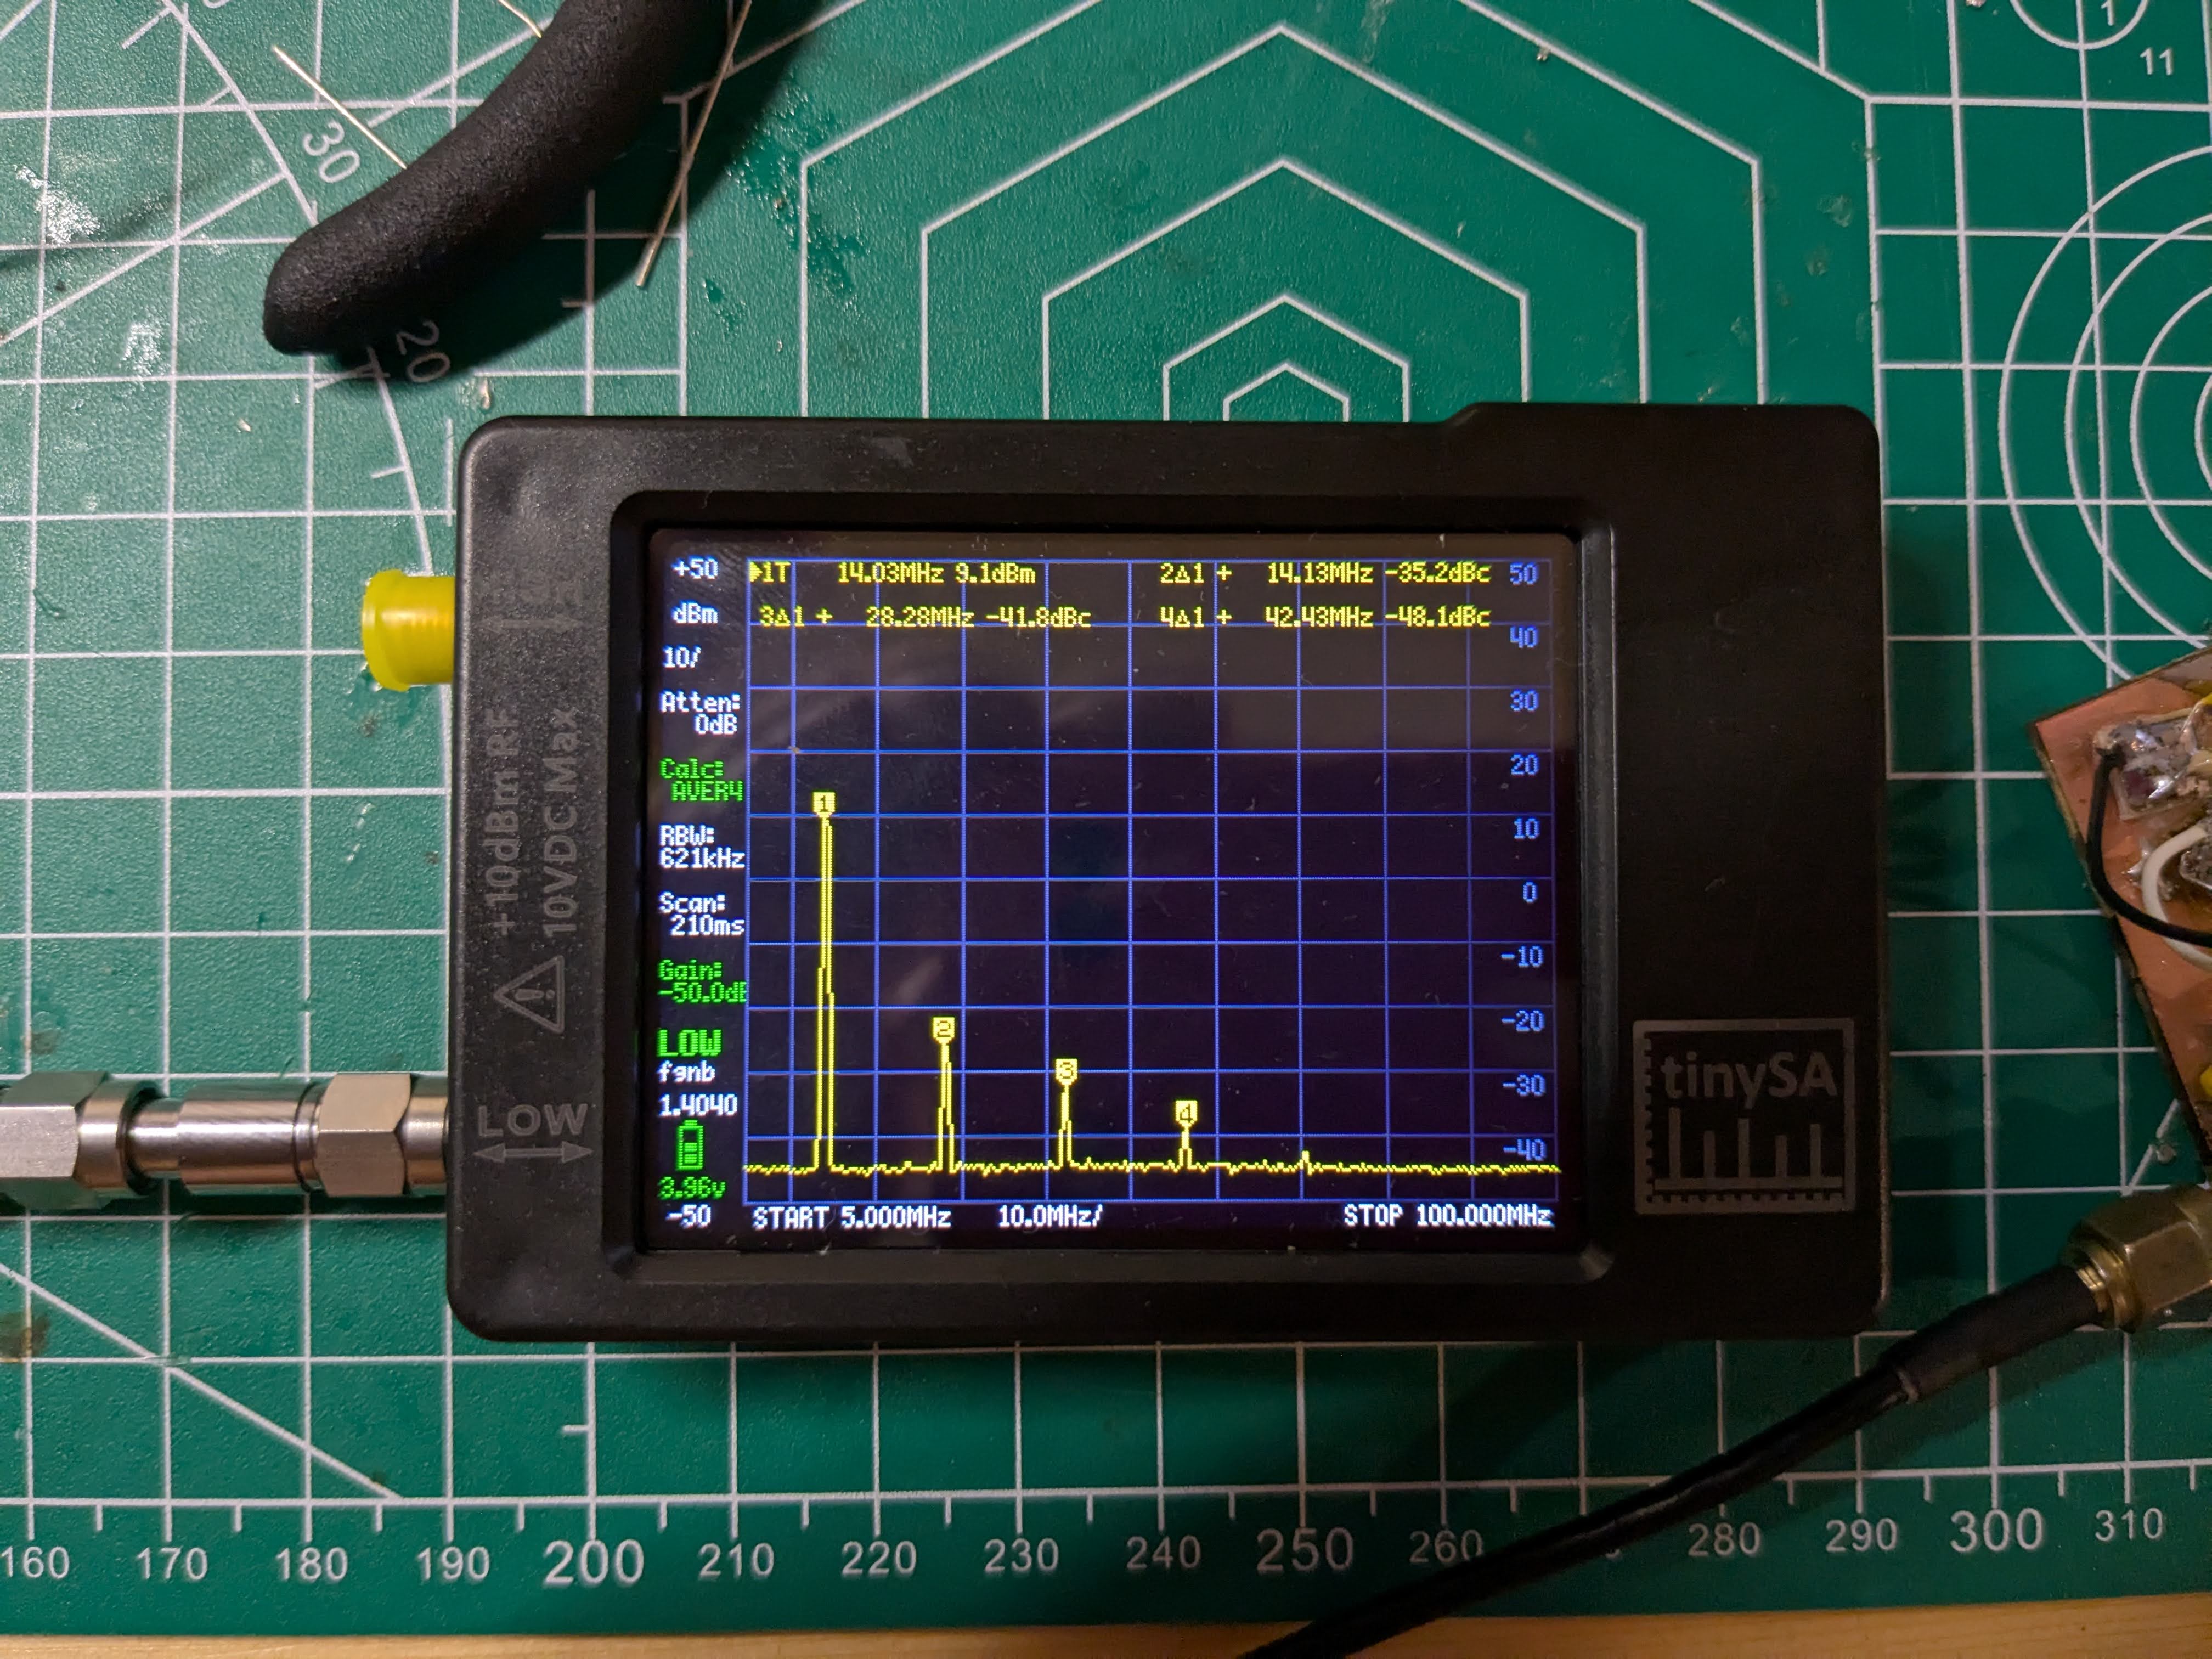 11
1
30
20
+50
▶1T 14.03MHz 9.1dBm 2Δ1 + 14.13MHz -35.2dBc 50
dBm 3Δ1 + 28.28MHz -41.8dBc 4Δ1 + 42.43MHz -48.1dBc
40
10/
30
Atten:
0dB
20
Calc:
AVER4
10
RBW:
621kHz
0
Scan:
210ms
-10
Gain:
-50.0dB
-20
LOW
fgnb
-30
1.4040
-40
3.96v
-50 START 5.000MHz 10.0MHz/ STOP 100.000MHz
1
2
3
4
+10dBm RF
10VDC Max
LOW
tinySA
160 170 180 190 200 210 220 230 240 250 260 280 290 300 310